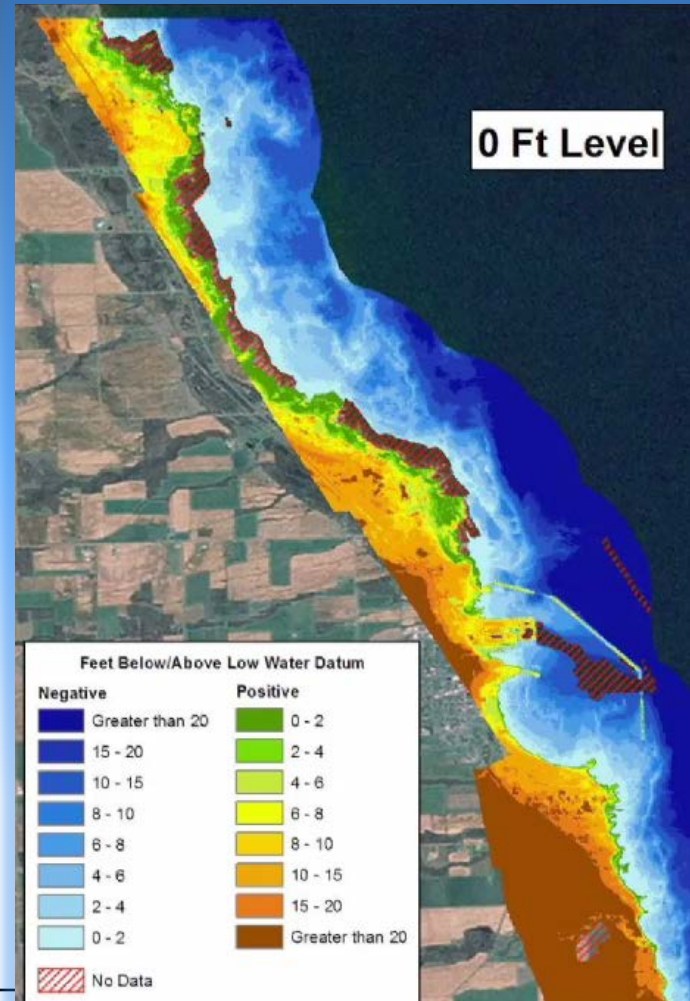 0 Ft Level
Feet Below/Above Low Water Datum
Negative
Greater than 20
15 - 20
10 - 15
8 - 10
6 - 8
4 - 6
2 - 4
0 - 2
No Data
Positive
0 - 2
2 - 4
4 - 6
6 - 8
8 - 10
10 - 15
15 - 20
Greater than 20